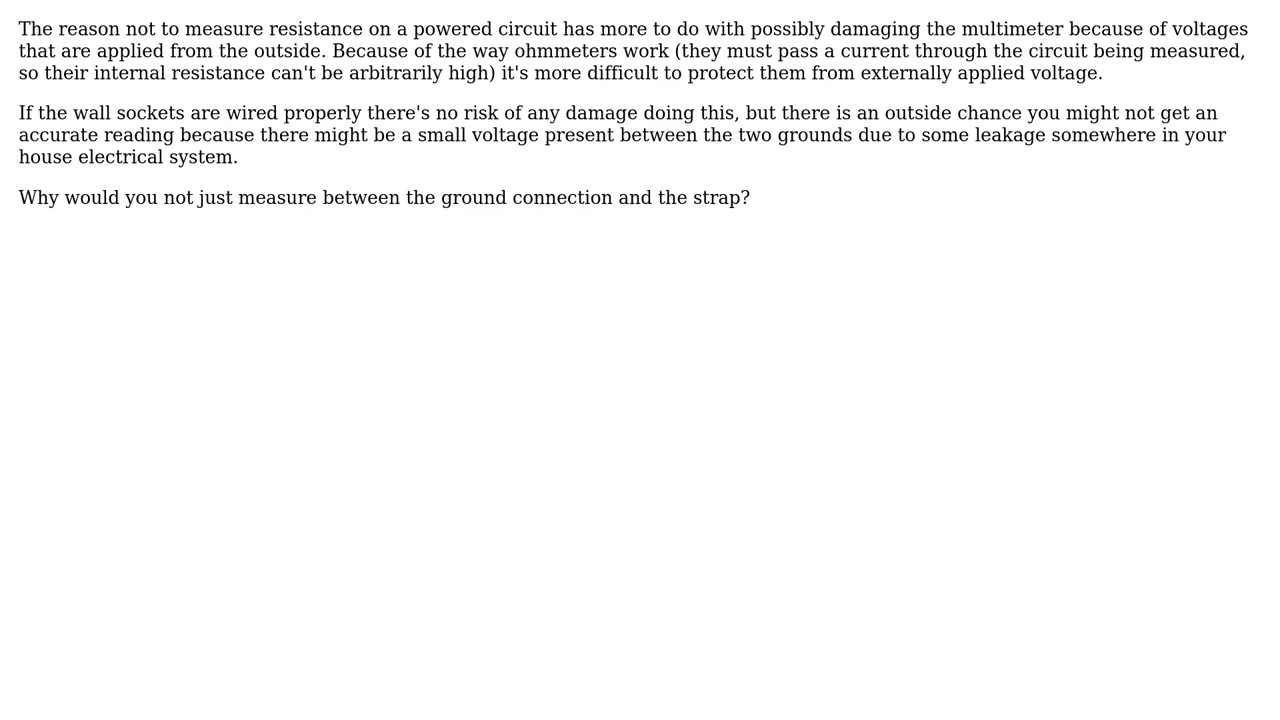 The reason not to measure resistance on a powered circuit has more to do with possibly damaging the multimeter because of voltages
that are applied from the outside. Because of the way ohmmeters work (they must pass a current through the circuit being measured,
so their internal resistance can't be arbitrarily high) it's more difficult to protect them from externally applied voltage.
If the wall sockets are wired properly there's no risk of any damage doing this, but there is an outside chance you might not get an
accurate reading because there might be a small voltage present between the two grounds due to some leakage somewhere in your
house electrical system.
Why would you not just measure between the ground connection and the strap?